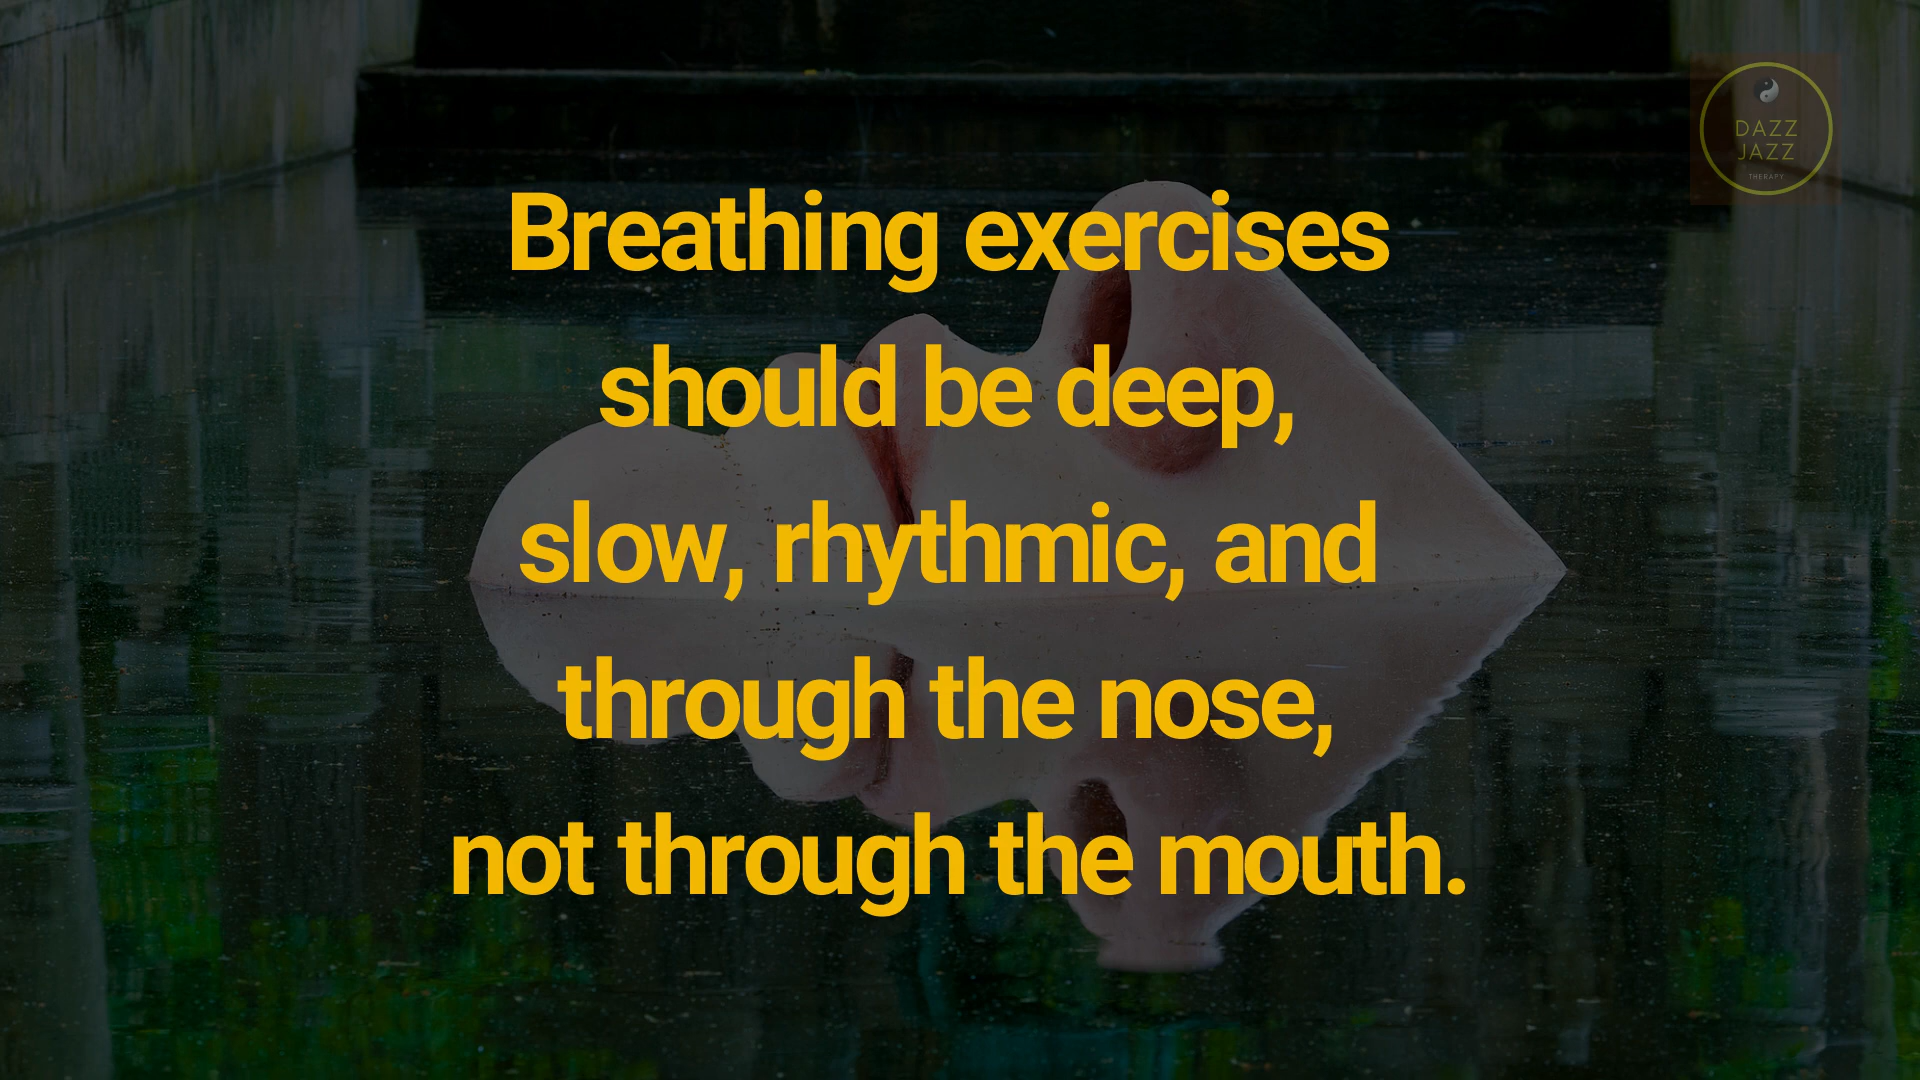 Breathing exercises
should be deep,
slow, rhythmic, and
through the nose,
not through the mouth.
DAZZ
JAZZ
THERAPY